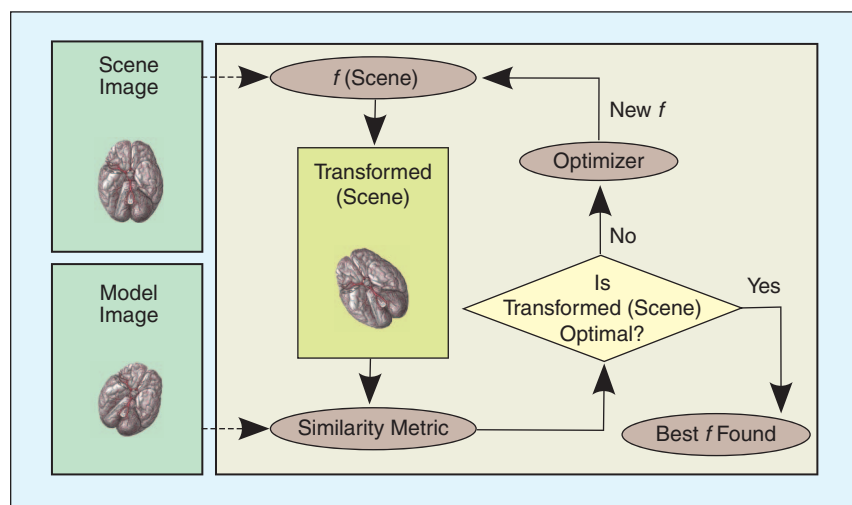 Scene
Image
f (Scene)
New f
Transformed
(Scene)
Optimizer
No
Model
Image
Is
Transformed (Scene)
Optimal?
Yes
Similarity Metric
Best f Found